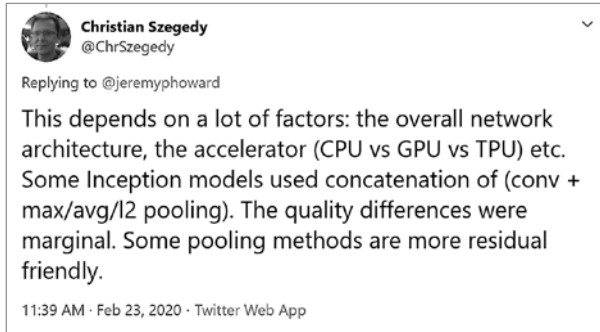 Christian Szegedy
@ChrSzegedy
Replying to @jeremyphoward
This depends on a lot of factors: the overall network
architecture, the accelerator (CPU vs GPU vs TPU) etc.
Some Inception models used concatenation of (conv +
max/avg/l2 pooling). The quality differences were
marginal. Some pooling methods are more residual
friendly.
11:39 AM · Feb 23, 2020 · Twitter Web App